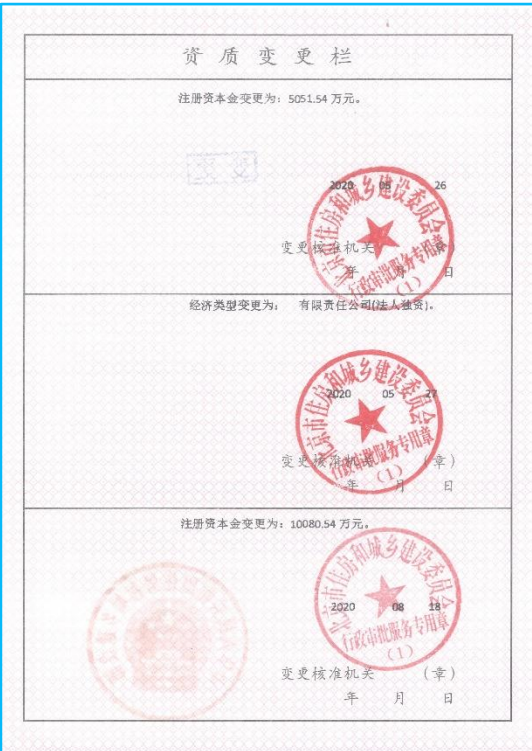 资质变更栏
注册资本金变更为：5051.54 万元。
变更
2020 05 26
变更核准机关 （章）
年 月 日
北京市住房和城乡建设委员会
行政审批服务专用章
（1）
经济类型变更为： 有限责任公司(法人独资)。
2020 05 27
变更核准机关 （章）
年 月 日
北京市住房和城乡建设委员会
行政审批服务专用章
（1）
注册资本金变更为：10080.54 万元。
2020 08 18
变更核准机关 （章）
年 月 日
北京市住房和城乡建设委员会
行政审批服务专用章
（1）